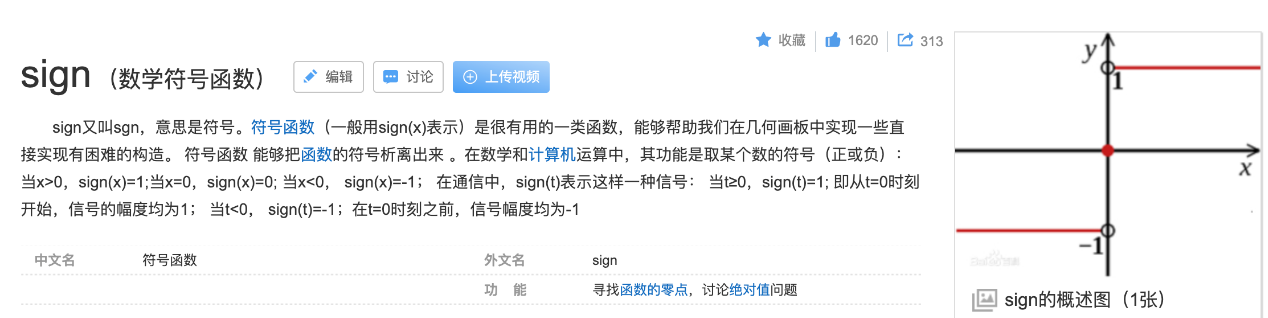 收藏 1620 313
sign（数学符号函数） 编辑 讨论 上传视频
sign又叫sgn，意思是符号。符号函数（一般用sign(x)表示）是很有用的一类函数，能够帮助我们在几何画板中实现一些直
接实现有困难的构造。 符号函数 能够把函数的符号析离出来 。在数学和计算机运算中，其功能是取某个数的符号（正或负）：
当x>0，sign(x)=1;当x=0，sign(x)=0; 当x<0， sign(x)=-1； 在通信中，sign(t)表示这样一种信号： 当t≥0，sign(t)=1; 即从t=0时刻
开始，信号的幅度均为1； 当t<0， sign(t)=-1；在t=0时刻之前，信号幅度均为-1
中文名 符号函数 外文名 sign
功 能 寻找函数的零点，讨论绝对值问题
y
1
x
-1
sign的概述图（1张）